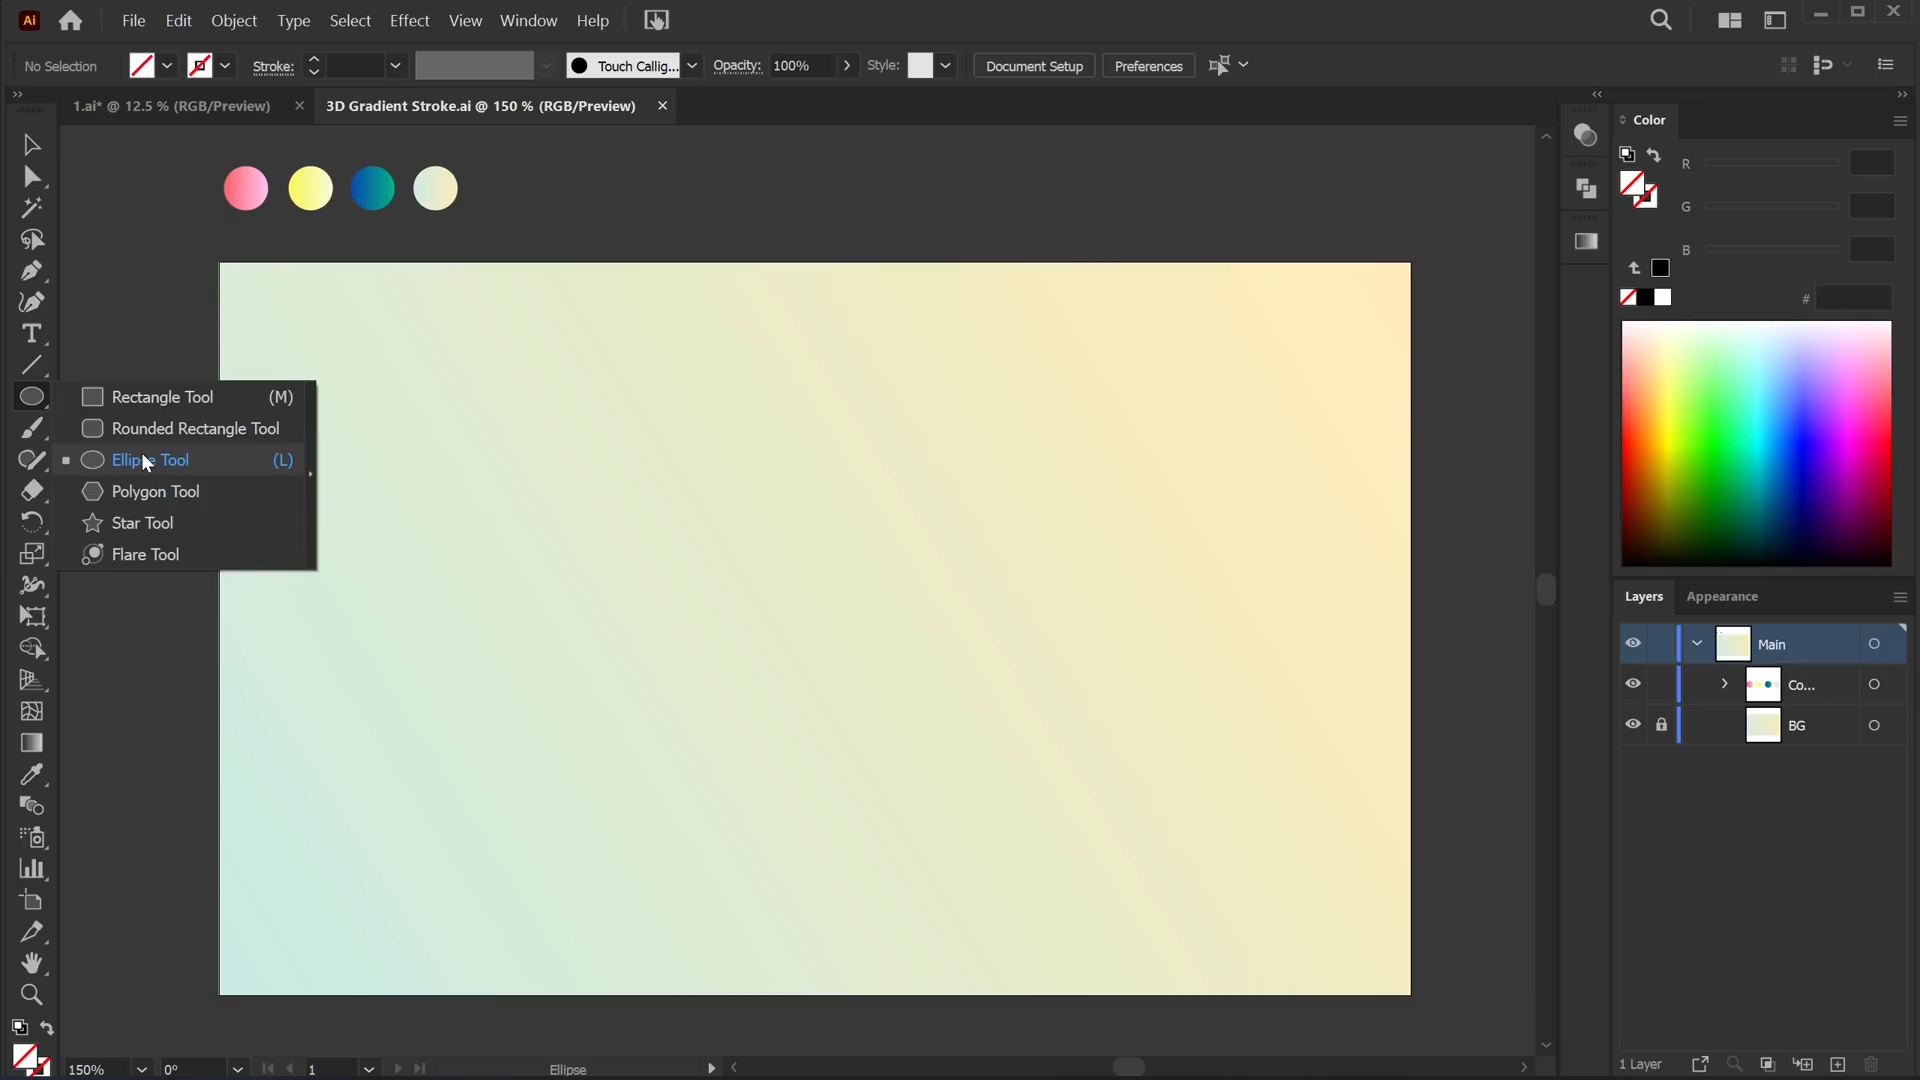 Ai File Edit Object Type Select Effect View Window Help
No Selection Stroke: Touch Callig... Opacity: 100% Style: Document Setup Preferences
1.ai* @ 12.5 % (RGB/Preview) 3D Gradient Stroke.ai @ 150 % (RGB/Preview)
Color
R
G
B
#
Rectangle Tool (M)
Rounded Rectangle Tool
Ellipse Tool (L)
Polygon Tool
Star Tool
Flare Tool
Layers Appearance
Main
Co...
BG
1 Layer
150% 0° 1 Ellipse